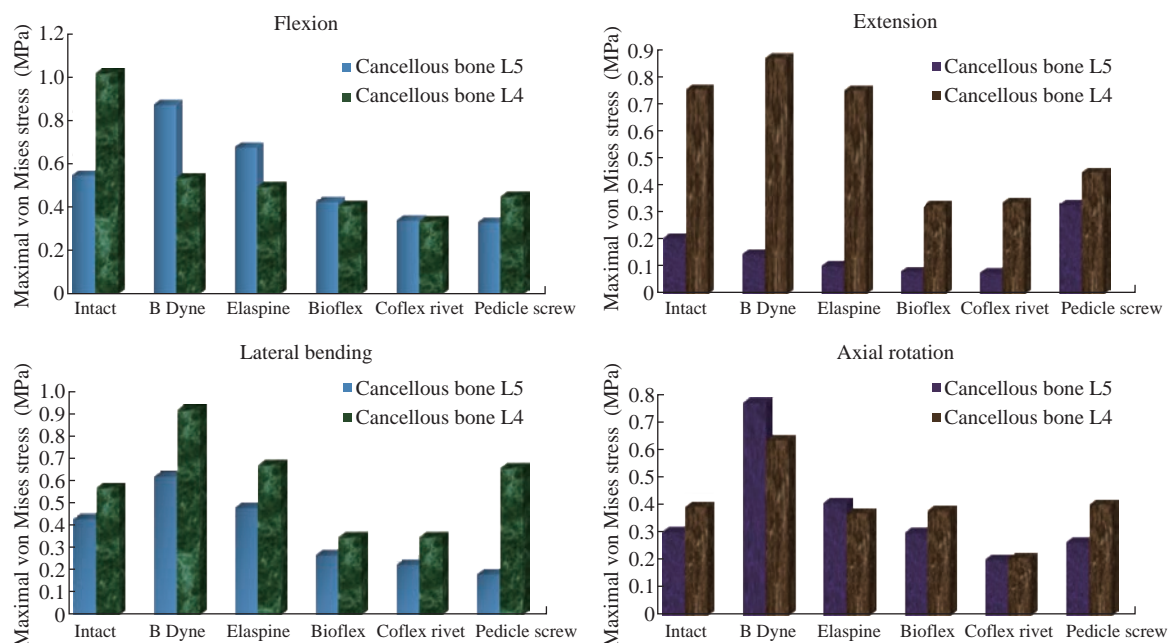 Flexion
Maximal von Mises stress (MPa)
1.2
1.0
0.8
0.6
0.4
0.2
0
Cancellous bone L5
Cancellous bone L4
Intact B Dyne Elaspine Bioflex Coflex rivet Pedicle screw
Extension
Maximal von Mises stress (MPa)
0.9
0.8
0.7
0.6
0.5
0.4
0.3
0.2
0.1
0
Cancellous bone L5
Cancellous bone L4
Intact B Dyne Elaspine Bioflex Coflex rivet Pedicle screw
Lateral bending
Maximal von Mises stress (MPa)
1.0
0.9
0.8
0.7
0.6
0.5
0.4
0.3
0.2
0.1
0
Cancellous bone L5
Cancellous bone L4
Intact B Dyne Elaspine Bioflex Coflex rivet Pedicle screw
Axial rotation
Maximal von Mises stress (MPa)
0.8
0.7
0.6
0.5
0.4
0.3
0.2
0.1
0
Cancellous bone L5
Cancellous bone L4
Intact B Dyne Elaspine Bioflex Coflex rivet Pedicle screw